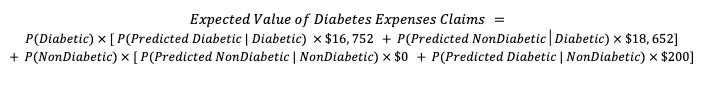 Expected Value of Diabetes Expenses Claims =
P(Diabetic) × [ P(Predicted Diabetic | Diabetic) × $16,752 + P(Predicted NonDiabetic | Diabetic) × $18,652]
+ P(NonDiabetic) × [ P(Predicted NonDiabetic | NonDiabetic) × $0 + P(Predicted Diabetic | NonDiabetic) × $200]